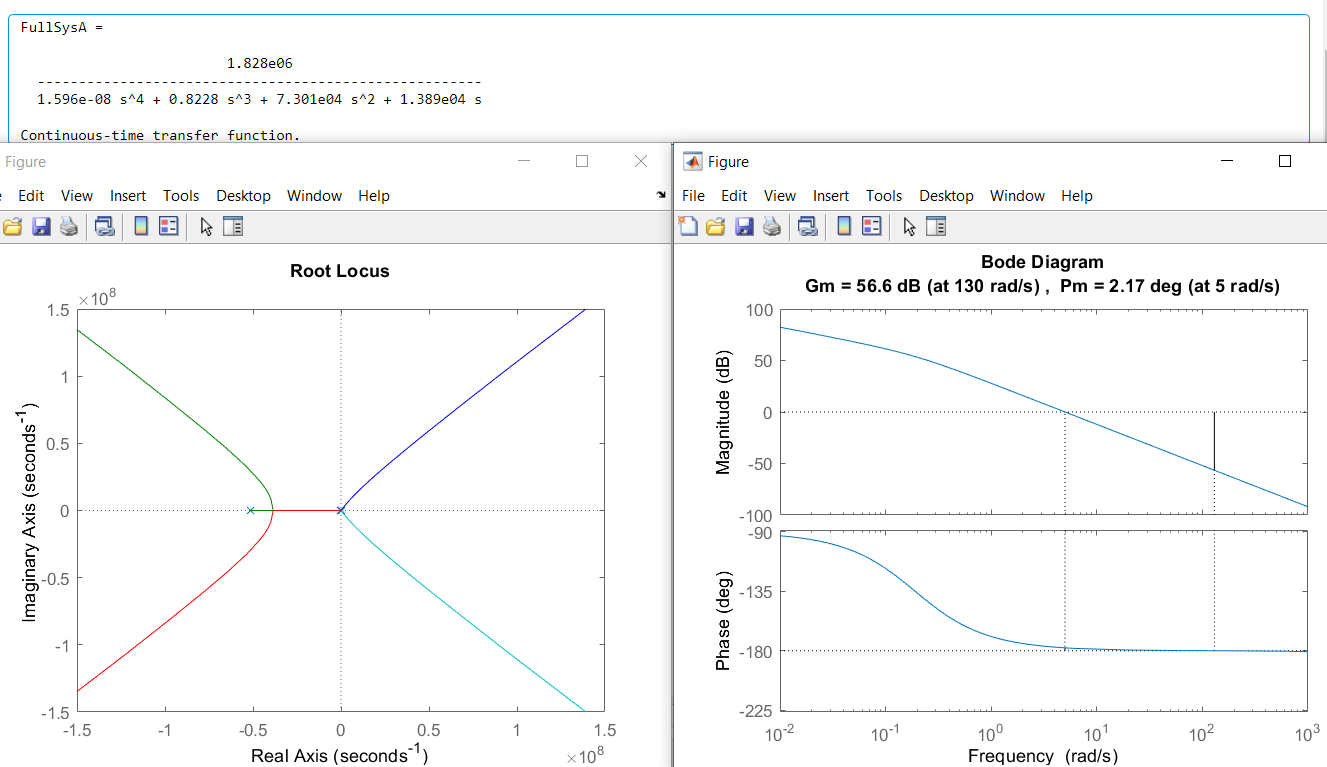 FullSysA =
1.828e06
---------------------------------------------------
1.596e-08 s^4 + 0.8228 s^3 + 7.301e04 s^2 + 1.389e04 s
Continuous-time transfer function.
Figure
Edit View Insert Tools Desktop Window Help
Root Locus
×10^8
1.5
1
0.5
0
-0.5
-1
-1.5
Imaginary Axis (seconds^-1)
-1.5 -1 -0.5 0 0.5 1 1.5
Real Axis (seconds^-1)
×10^8
Figure
File Edit View Insert Tools Desktop Window Help
Bode Diagram
Gm = 56.6 dB (at 130 rad/s) , Pm = 2.17 deg (at 5 rad/s)
100
50
0
-50
-100
Magnitude (dB)
-90
-135
-180
-225
Phase (deg)
10^-2 10^-1 10^0 10^1 10^2 10^3
Frequency (rad/s)